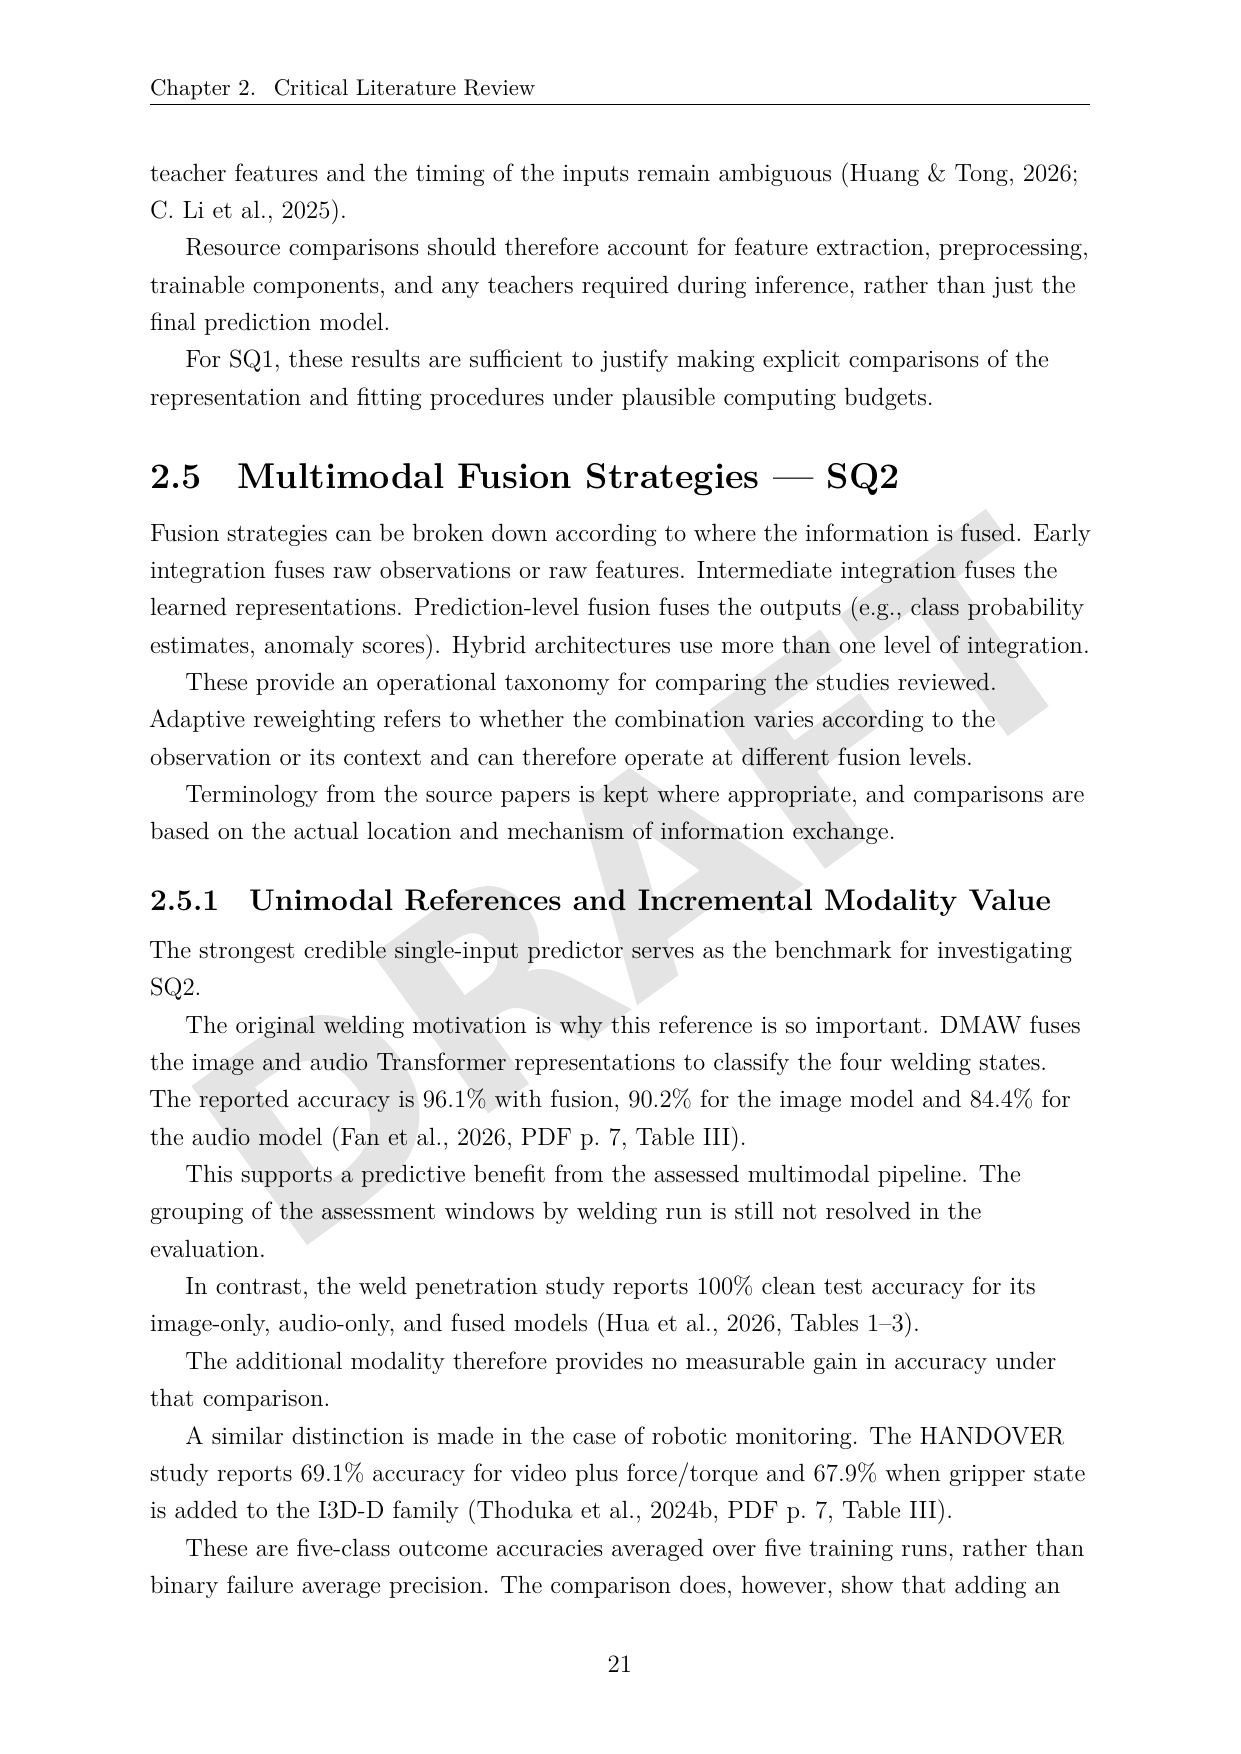 Chapter 2. Critical Literature Review
teacher features and the timing of the inputs remain ambiguous (Huang & Tong, 2026;
C. Li et al., 2025).
Resource comparisons should therefore account for feature extraction, preprocessing,
trainable components, and any teachers required during inference, rather than just the
final prediction model.
For SQ1, these results are sufficient to justify making explicit comparisons of the
representation and fitting procedures under plausible computing budgets.
2.5 Multimodal Fusion Strategies — SQ2
Fusion strategies can be broken down according to where the information is fused. Early
integration fuses raw observations or raw features. Intermediate integration fuses the
learned representations. Prediction-level fusion fuses the outputs (e.g., class probability
estimates, anomaly scores). Hybrid architectures use more than one level of integration.
These provide an operational taxonomy for comparing the studies reviewed.
Adaptive reweighting refers to whether the combination varies according to the
observation or its context and can therefore operate at different fusion levels.
Terminology from the source papers is kept where appropriate, and comparisons are
based on the actual location and mechanism of information exchange.
2.5.1 Unimodal References and Incremental Modality Value
The strongest credible single-input predictor serves as the benchmark for investigating
SQ2.
The original welding motivation is why this reference is so important. DMAW fuses
the image and audio Transformer representations to classify the four welding states.
The reported accuracy is 96.1% with fusion, 90.2% for the image model and 84.4% for
the audio model (Fan et al., 2026, PDF p. 7, Table III).
This supports a predictive benefit from the assessed multimodal pipeline. The
grouping of the assessment windows by welding run is still not resolved in the
evaluation.
In contrast, the weld penetration study reports 100% clean test accuracy for its
image-only, audio-only, and fused models (Hua et al., 2026, Tables 1–3).
The additional modality therefore provides no measurable gain in accuracy under
that comparison.
A similar distinction is made in the case of robotic monitoring. The HANDOVER
study reports 69.1% accuracy for video plus force/torque and 67.9% when gripper state
is added to the I3D-D family (Thoduka et al., 2024b, PDF p. 7, Table III).
These are five-class outcome accuracies averaged over five training runs, rather than
binary failure average precision. The comparison does, however, show that adding an
21
DRAFT